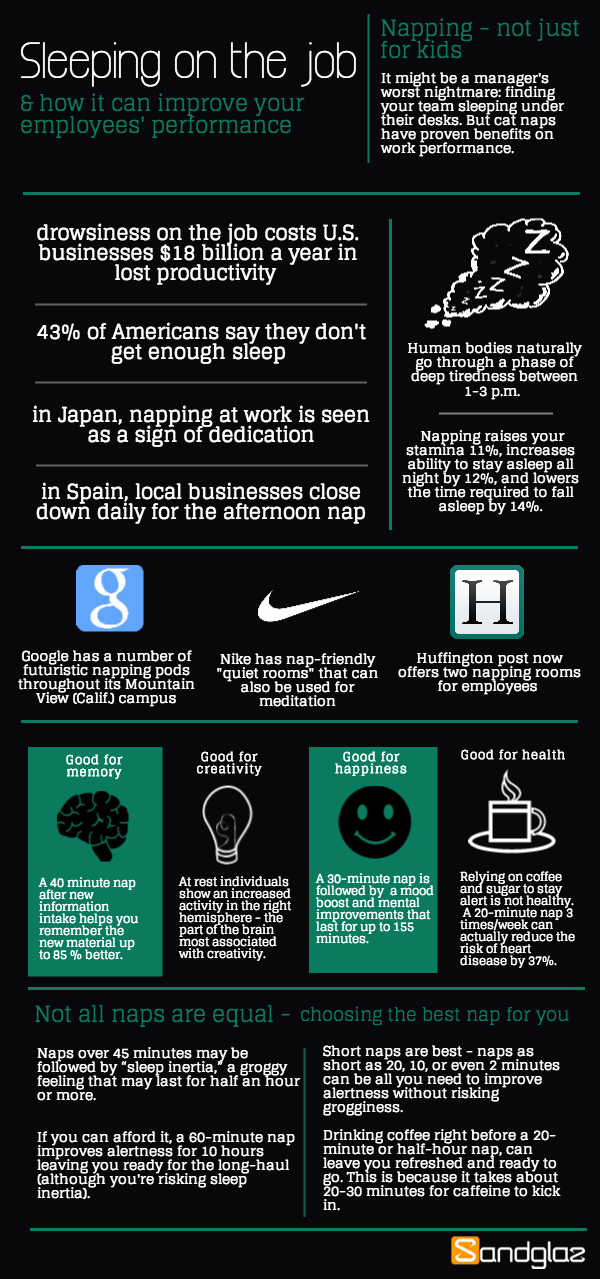 Sleeping on the job
& how it can improve your
employees' performance
Napping - not just
for kids
It might be a manager's
worst nightmare: finding
your team sleeping under
their desks. But cat naps
have proven benefits on
work performance.
drowsiness on the job costs U.S.
businesses $18 billion a year in
lost productivity
43% of Americans say they don't
get enough sleep
in Japan, napping at work is seen
as a sign of dedication
in Spain, local businesses close
down daily for the afternoon nap
Z
Z
Z
Z
Z
Human bodies naturally
go through a phase of
deep tiredness between
1-3 p.m.
Napping raises your
stamina 11%, increases
ability to stay asleep all
night by 12%, and lowers
the time required to fall
asleep by 14%.
g
Google has a number of
futuristic napping pods
throughout its Mountain
View (Calif.) campus
Nike has nap-friendly
"quiet rooms" that can
also be used for
meditation
H
Huffington post now
offers two napping rooms
for employees
Good for
memory
A 40 minute nap
after new
information
intake helps you
remember the
new material up
to 85 % better.
Good for
creativity
At rest individuals
show an increased
activity in the right
hemisphere - the
part of the brain
most associated
with creativity.
Good for
happiness
A 30-minute nap is
followed by a mood
boost and mental
improvements that
last for up to 155
minutes.
Good for health
Relying on coffee
and sugar to stay
alert is not healthy.
A 20-minute nap 3
times/week can
actually reduce the
risk of heart
disease by 37%.
Not all naps are equal - choosing the best nap for you
Naps over 45 minutes may be
followed by “sleep inertia,” a groggy
feeling that may last for half an hour
or more.
If you can afford it, a 60-minute nap
improves alertness for 10 hours
leaving you ready for the long-haul
(although you're risking sleep
inertia).
Short naps are best - naps as
short as 20, 10, or even 2 minutes
can be all you need to improve
alertness without risking
grogginess.
Drinking coffee right before a 20-
minute or half-hour nap, can
leave you refreshed and ready to
go. This is because it takes about
20-30 minutes for caffeine to kick
in.
Sandglaz